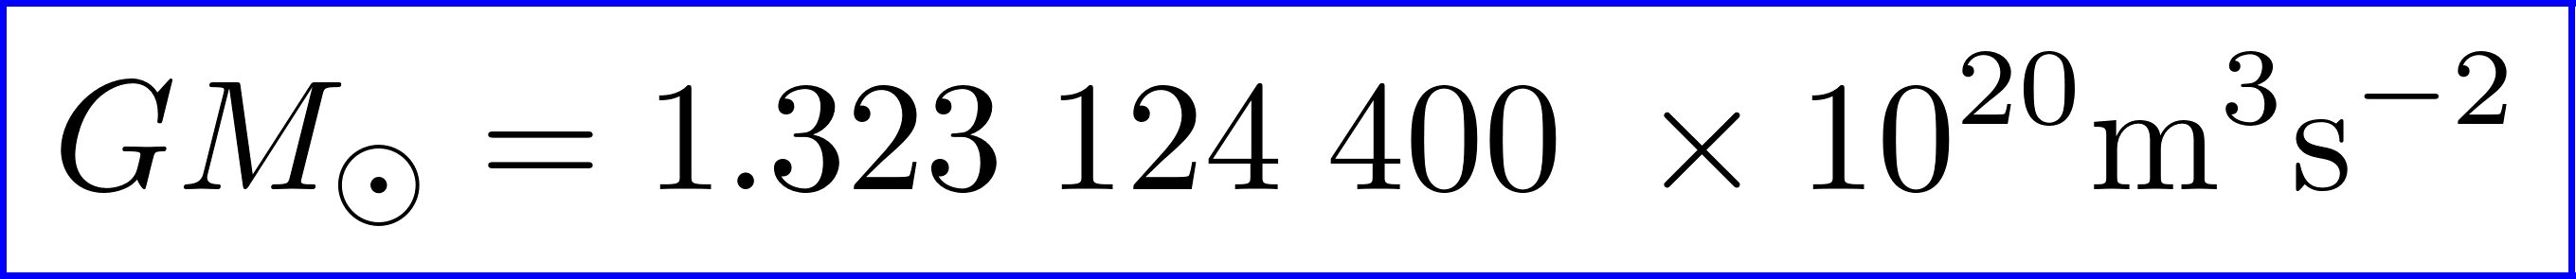 GM☉ = 1.323 124 400 × 10²⁰m³s⁻²